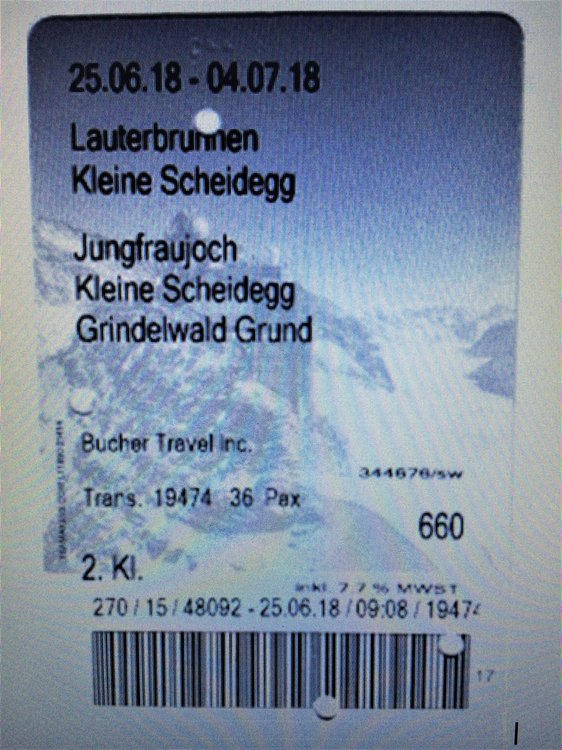 25.06.18 - 04.07.18
Lauterbrunnen
Kleine Scheidegg
Jungfraujoch
Kleine Scheidegg
Grindelwald Grund
Bucher Travel Inc.
344676/sw
Trans. 19474 36 Pax
660
2. Kl.
inkl. 7.7 % MWST
270 / 15 / 48092 - 25.06.18 / 09:08 / 19474
17